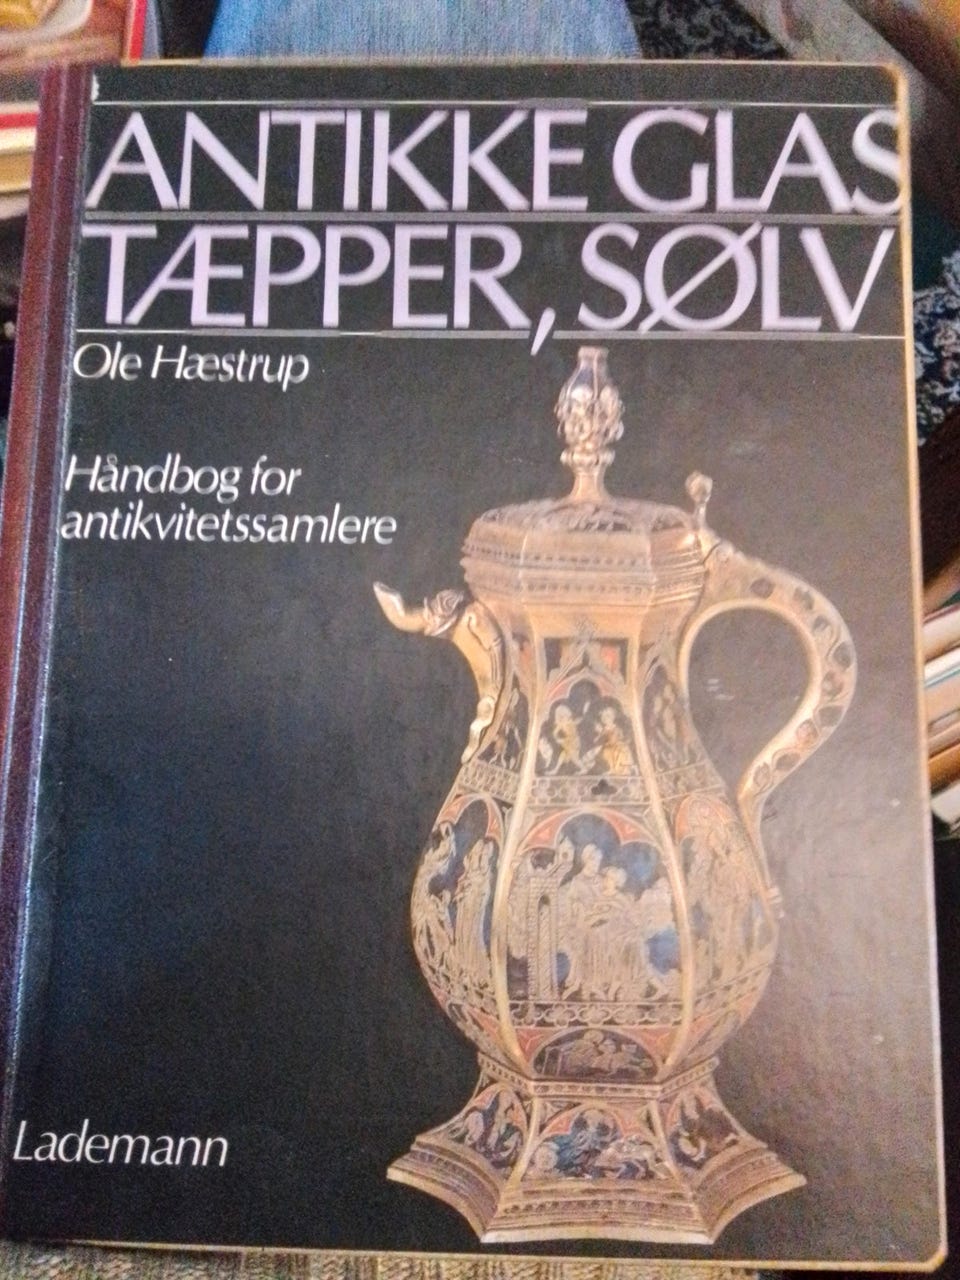 ANTIKKE GLAS
TÆPPER, SØLV
Ole Hæstrup
Håndbog for
antikvitetssamlere
Lademann